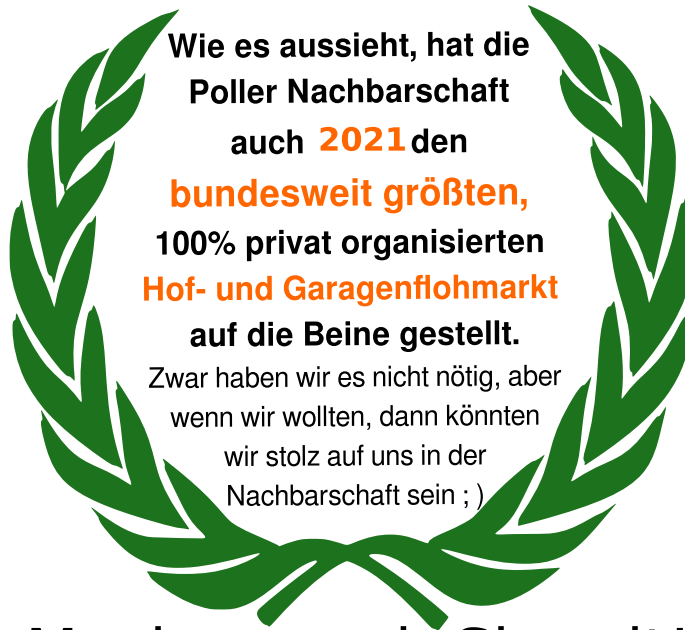 Wie es aussieht, hat die
Poller Nachbarschaft
auch 2021 den
bundesweit größten,
100% privat organisierten
Hof- und Garagenflohmarkt
auf die Beine gestellt.
Zwar haben wir es nicht nötig, aber
wenn wir wollten, dann könnten
wir stolz auf uns in der
Nachbarschaft sein ; )